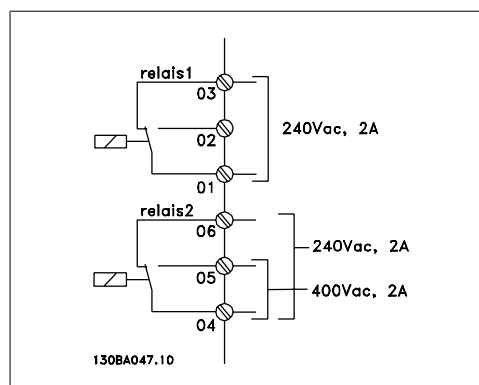 relais1
03
02
240Vac, 2A
01
relais2
06
240Vac, 2A
05
400Vac, 2A
04
130BA047.10